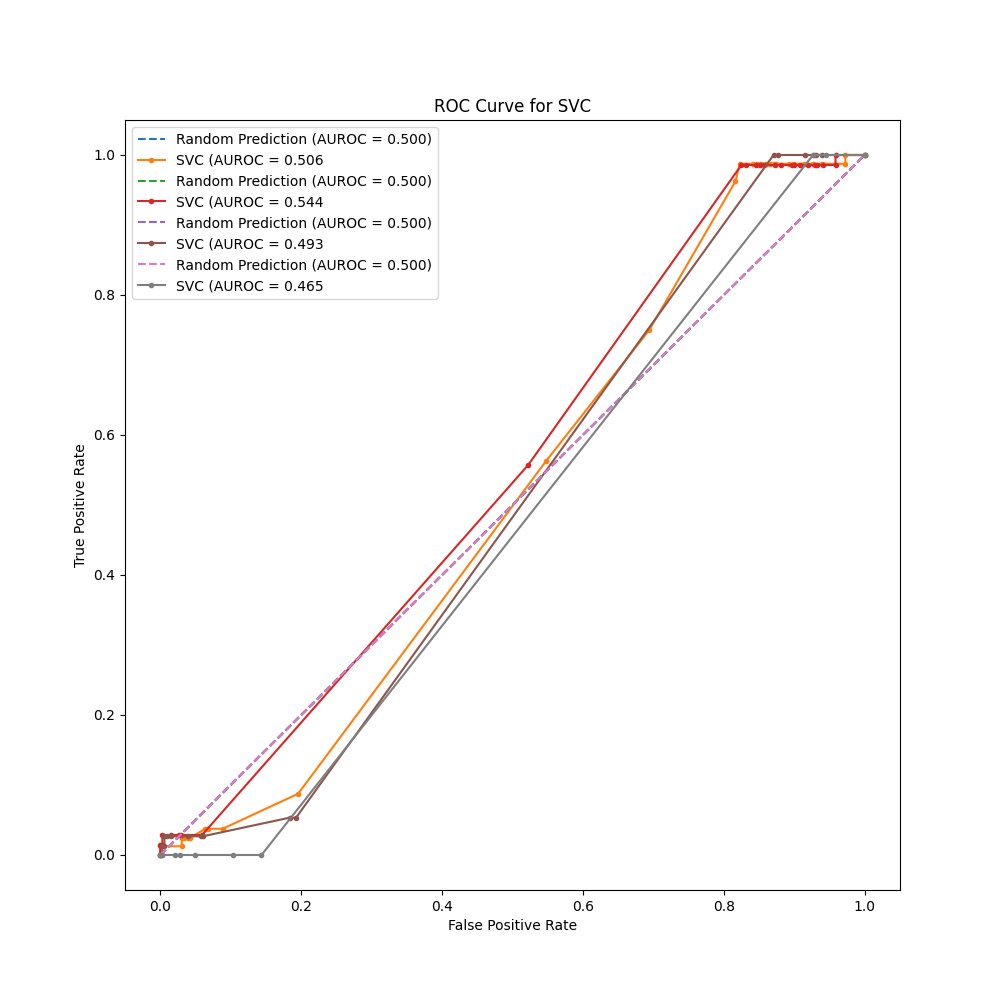 ROC Curve for SVC
Random Prediction (AUROC = 0.500)
SVC (AUROC = 0.506
Random Prediction (AUROC = 0.500)
SVC (AUROC = 0.544
Random Prediction (AUROC = 0.500)
SVC (AUROC = 0.493
Random Prediction (AUROC = 0.500)
SVC (AUROC = 0.465
1.0
0.8
0.6
0.4
0.2
0.0
True Positive Rate
0.0 0.2 0.4 0.6 0.8 1.0
False Positive Rate